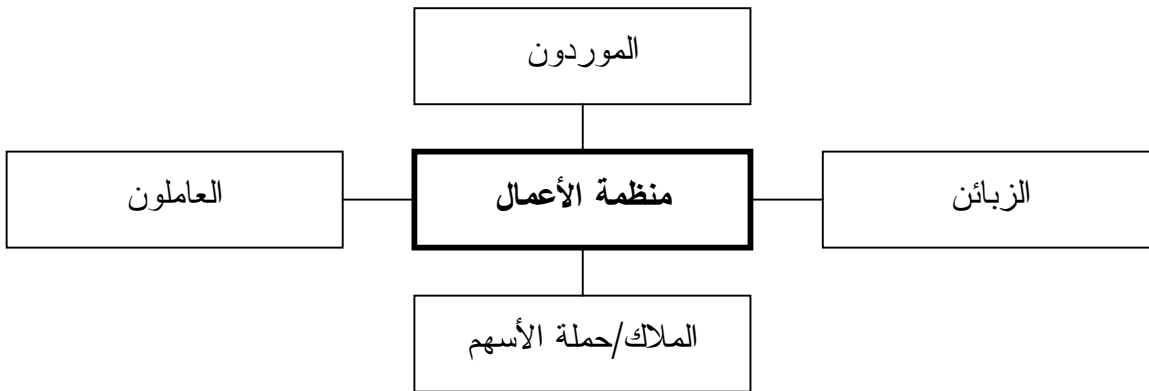 الموردون
الزبائن
منظمة الأعمال
العاملون
الملاك/حملة الأسهم